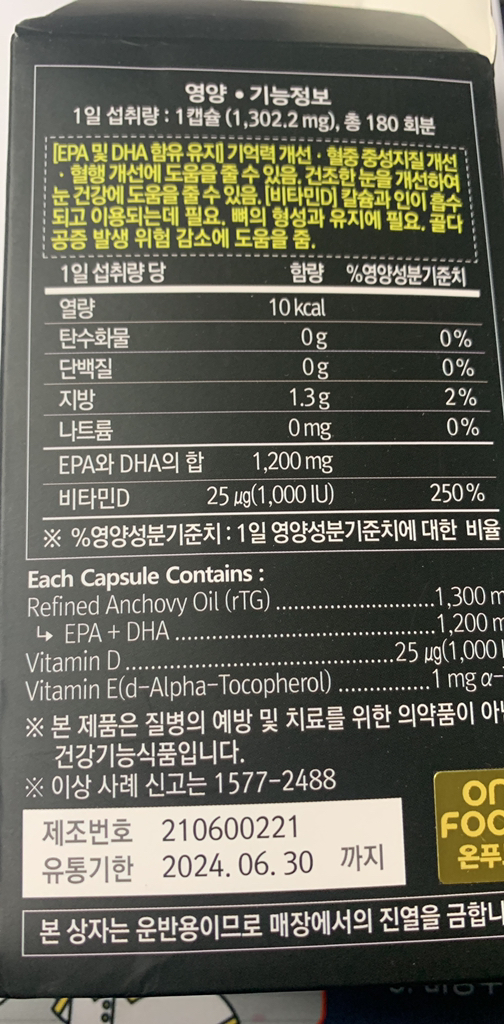 영양 • 기능정보
1일 섭취량 : 1캡슐 (1,302.2 mg), 총 180 회분
[EPA 및 DHA 함유 유지] 기억력 개선 · 혈중 중성지질 개선
· 혈행 개선에 도움을 줄 수 있음, 건조한 눈을 개선하여
눈 건강에 도움을 줄 수 있음, [비타민D] 칼슘과 인이 흡수
되고 이용되는데 필요, 뼈의 형성과 유지에 필요, 골다
공증 발생 위험 감소에 도움을 줌.
1일 섭취량 당 함량 %영양성분기준치
열량 10 kcal
탄수화물 0 g 0%
단백질 0 g 0%
지방 1.3 g 2%
나트륨 0 mg 0%
EPA와 DHA의 합 1,200 mg
비타민D 25 µg(1,000 IU) 250%
※ %영양성분기준치 : 1일 영양성분기준치에 대한 비율
Each Capsule Contains :
Refined Anchovy Oil (rTG) ........................1,300 m
↳ EPA + DHA .......................................1,200 m
Vitamin D ........................................25 µg(1,000
Vitamin E(d-Alpha-Tocopherol) ..............1 mg α-
※ 본 제품은 질병의 예방 및 치료를 위한 의약품이 아니
건강기능식품입니다.
※ 이상 사례 신고는 1577-2488
제조번호 210600221
유통기한 2024. 06. 30 까지
FOO
온푸
본 상자는 운반용이므로 매장에서의 진열을 금합니